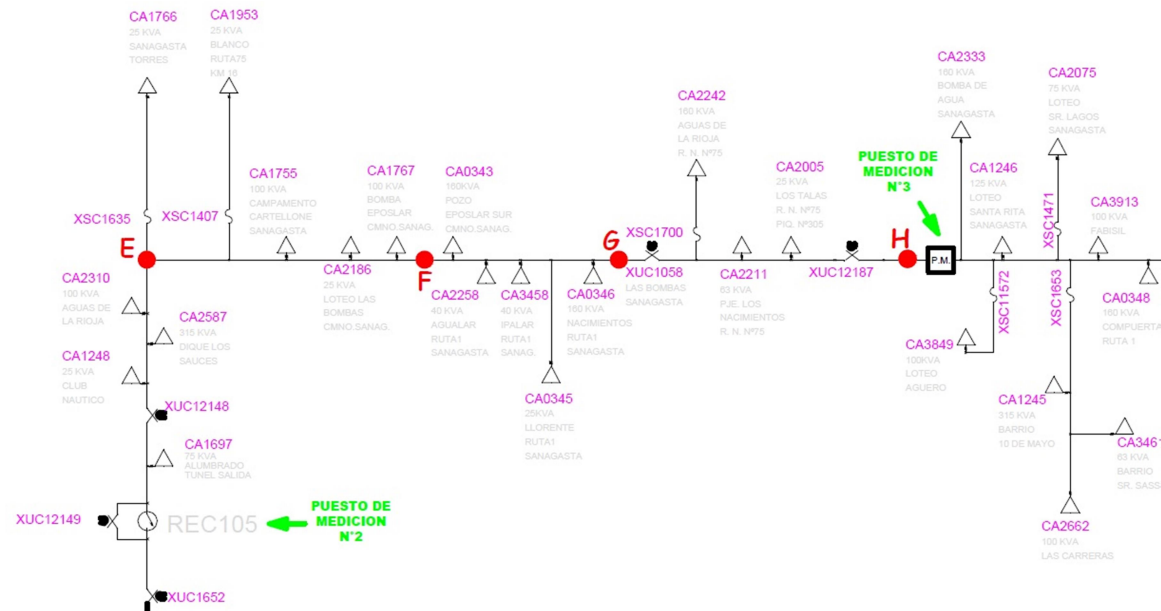 CA1766
25 KVA
SANAGASTA
TORRES
CA1953
25 KVA
BLANCO
RUTA75
KM 16
XSC1635
XSC1407
E
CA1755
100 KVA
CAMPAMENTO
CARTELLONE
SANAGASTA
CA2186
25 KVA
LOTEO LAS
BOMBAS
CMNO.SANAG.
CA1767
100 KVA
BOMBA
EPOSLAR
CMNO.SANAG.
F
CA0343
160KVA
POZO
EPOSLAR SUR
CMNO.SANAG.
CA2258
40 KVA
AGUALAR
RUTA1
SANAGASTA
CA3458
40 KVA
IPALAR
RUTA1
SANAG.
CA0345
25KVA
LLORENTE
RUTA1
SANAGASTA
CA0346
160 KVA
NACIMIENTOS
RUTA1
SANAGASTA
G
XSC1700
XUC1058
LAS BOMBAS
SANAGASTA
CA2242
160 KVA
AGUAS DE
LA RIOJA
R. N. Nº75
CA2211
63 KVA
PJE. LOS
NACIMIENTOS
R. N. Nº75
CA2005
25 KVA
LOS TALAS
R. N. Nº75
PIQ. Nº305
XUC12187
H
PUESTO DE
MEDICION
N°3
P.M.
CA2333
160 KVA
BOMBA DE
AGUA
SANAGASTA
CA1246
125 KVA
LOTEO
SANTA RITA
SANAGASTA
CA2075
75 KVA
LOTEO
SR. LAGOS
SANAGASTA
XSC1471
CA3913
100 KVA
FABISIL
XSC11572
XSC1653
CA3849
100KVA
LOTEO
AGUERO
CA0348
160 KVA
COMPUERTA
RUTA 1
CA1245
315 KVA
BARRIO
10 DE MAYO
CA3461
63 KVA
BARRIO
SR. SASS
CA2662
100 KVA
LAS CARRERAS
CA2310
100 KVA
AGUAS DE
LA RIOJA
CA2587
315 KVA
DIQUE LOS
SAUCES
CA1248
25 KVA
CLUB
NAUTICO
XUC12148
CA1697
75 KVA
ALUMBRADO
TUNEL SALIDA
XUC12149
REC105
PUESTO DE
MEDICION
N°2
XUC1652